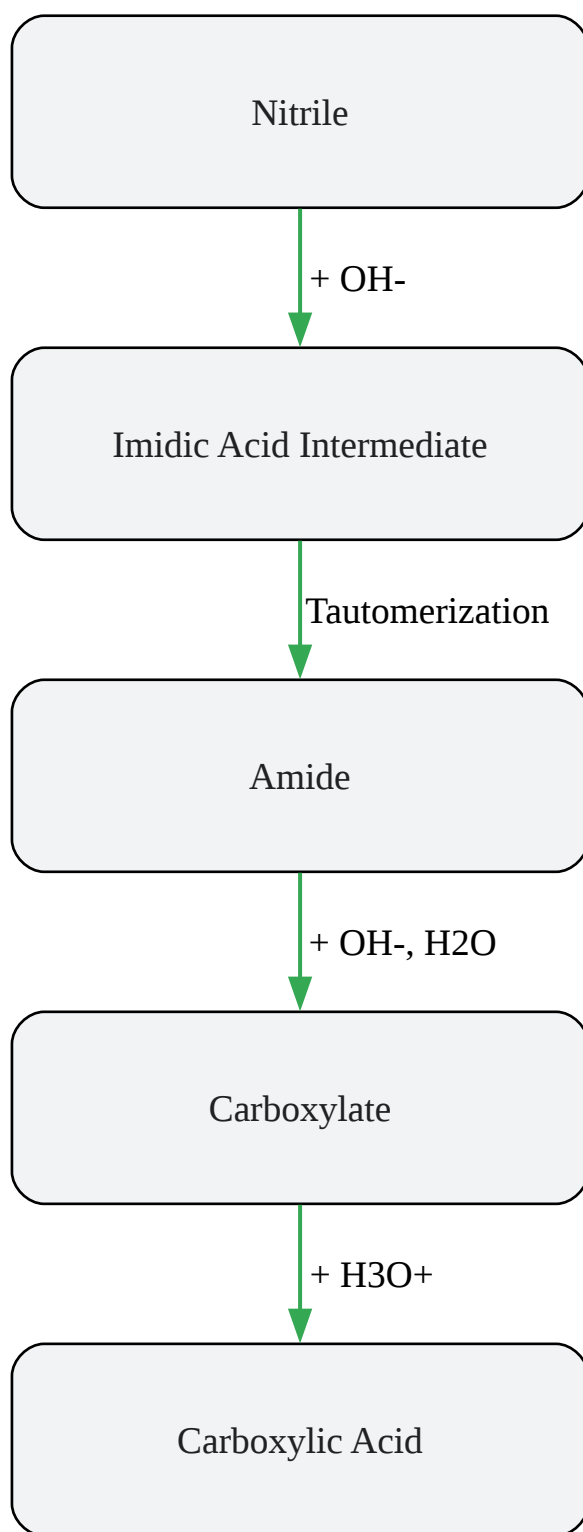 Nitrile
+ OH-
Imidic Acid Intermediate
Tautomerization
Amide
+ OH-, H2O
Carboxylate
+ H3O+
Carboxylic Acid